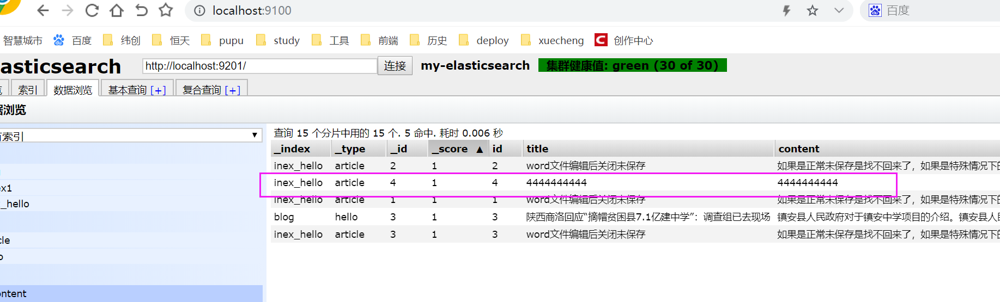 localhost:9100
百度
智慧城市 百度 纬创 恒天 pupu study 工具 前端 历史 deploy xuecheng 创作中心
asticsearch http://localhost:9201/ 连接 my-elasticsearch 集群健康值: green (30 of 30)
览 索引 数据浏览 基本查询 [+] 复合查询 [+]
据浏览
有索引 ▼
查询 15 个分片中用的 15 个. 5 命中. 耗时 0.006 秒
_index _type _id _score ▲ id title content
inex_hello article 2 1 2 word文件编辑后关闭未保存 如果是正常未保存是找不回来了，如果是特殊情况下的
inex_hello article 4 1 4 4444444444 4444444444
inex_hello article 1 1 1 word文件编辑后关闭未保存 如果是正常未保存是找不回来了，如果是特殊情况下的
blog hello 3 1 3 陕西商洛回应“摘帽贫困县7.1亿建中学”：调查组已去现场 镇安县人民政府对于镇安中学项目的介绍。镇安县人民
inex_hello article 3 1 3 word文件编辑后关闭未保存 如果是正常未保存是找不回来了，如果是特殊情况下的
ex1
_hello
cle
o
ontent